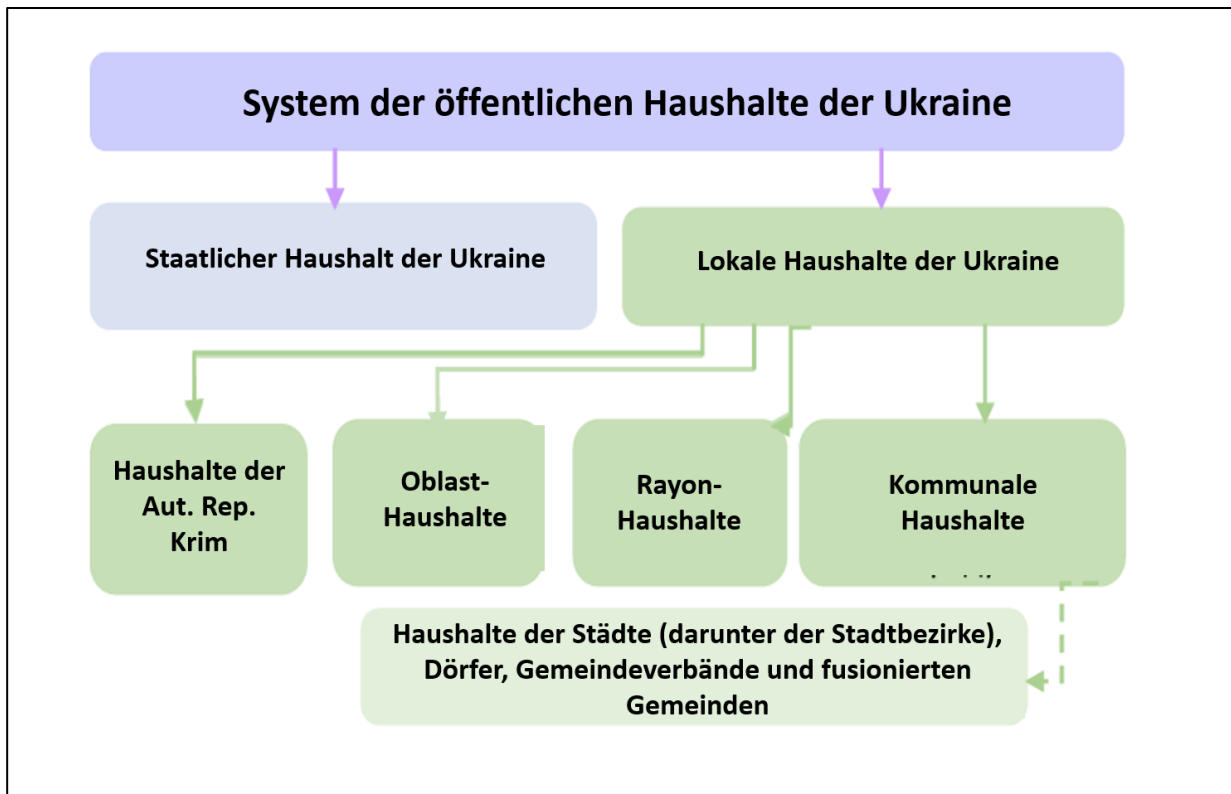 System der öffentlichen Haushalte der Ukraine
Staatlicher Haushalt der Ukraine
Lokale Haushalte der Ukraine
Haushalte der
Aut. Rep.
Krim
Oblast-
Haushalte
Rayon-
Haushalte
Kommunale
Haushalte
Haushalte der Städte (darunter der Stadtbezirke),
Dörfer, Gemeindeverbände und fusionierten
Gemeinden